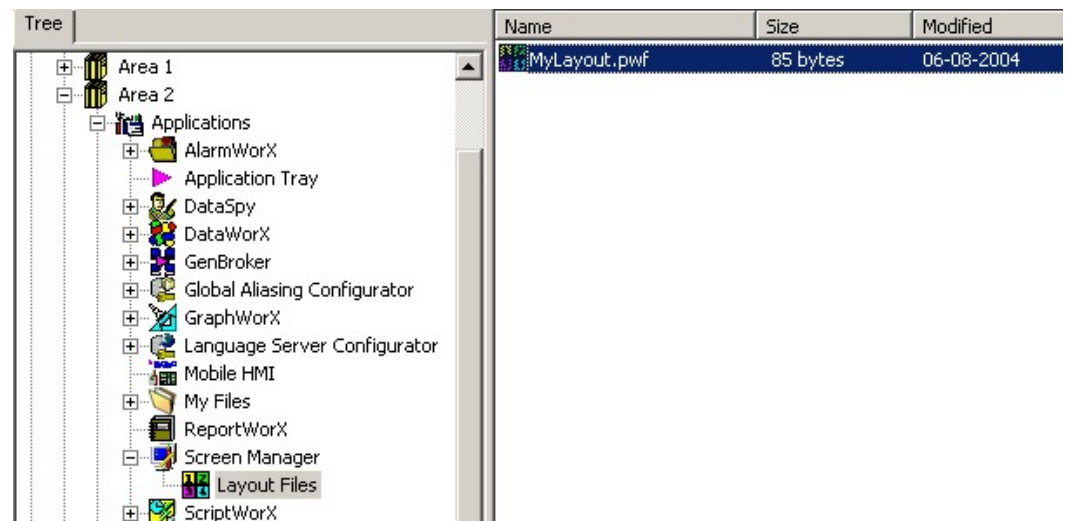 Tree
Area 1
Area 2
Applications
AlarmWorX
Application Tray
DataSpy
DataWorX
GenBroker
Global Aliasing Configurator
GraphWorX
Language Server Configurator
Mobile HMI
My Files
ReportWorX
Screen Manager
Layout Files
ScriptWorX
Name Size Modified
MyLayout.pwf 85 bytes 06-08-2004